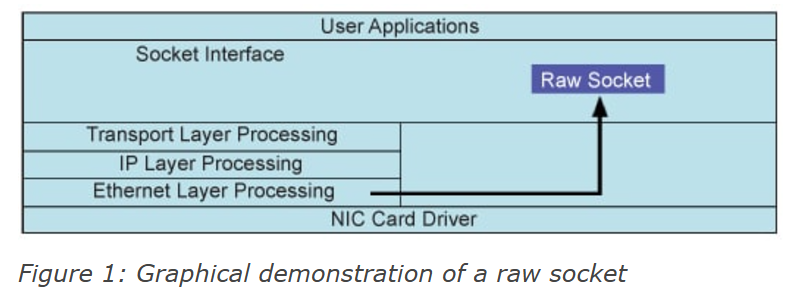 User Applications
Socket Interface
Raw Socket
Transport Layer Processing
IP Layer Processing
Ethernet Layer Processing
NIC Card Driver
Figure 1: Graphical demonstration of a raw socket